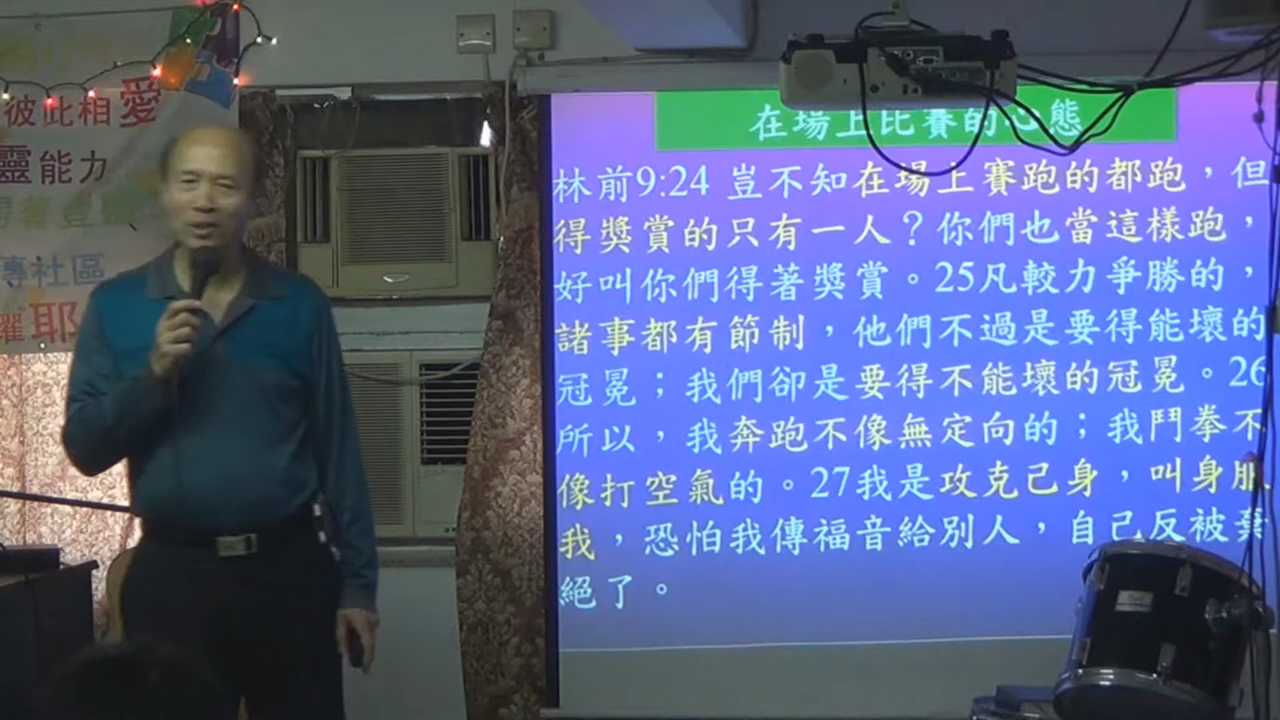 彼此相愛
靈能力
社區
耶
在場上比賽的心態
林前9:24 豈不知在場上賽跑的都跑，但
得獎賞的只有一人？你們也當這樣跑，
好叫你們得著獎賞。25凡較力爭勝的，
諸事都有節制，他們不過是要得能壞的
冠冕；我們卻是要得不能壞的冠冕。26
所以，我奔跑不像無定向的；我鬥拳不
像打空氣的。27我是攻克己身，叫身服
我，恐怕我傳福音給別人，自己反被棄
絕了。